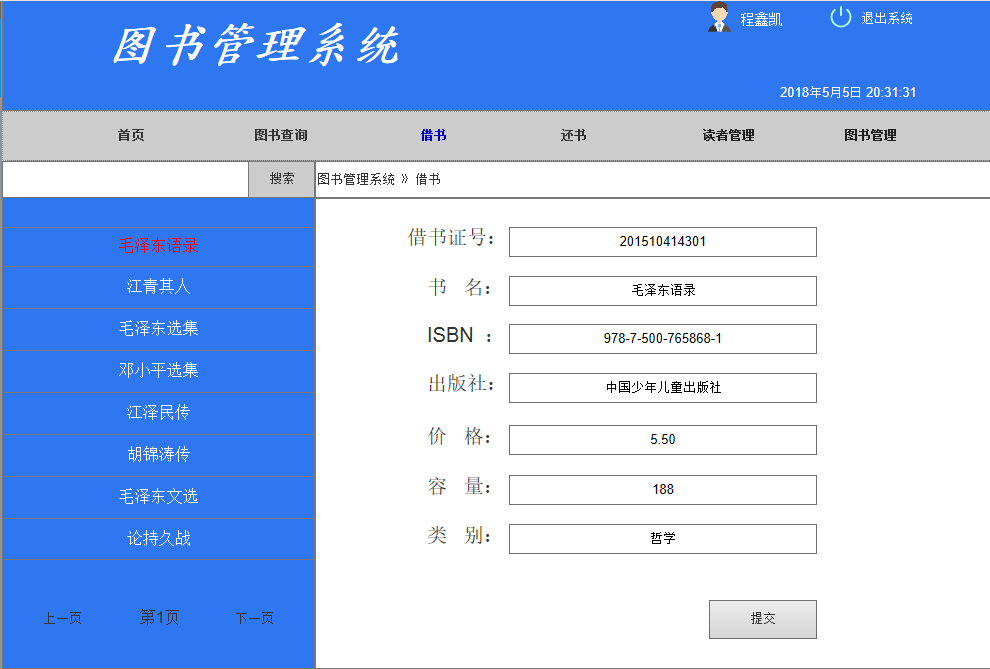 图书管理系统
程鑫凯
退出系统
2018年5月5日 20:31:31
首页 图书查询 借书 还书 读者管理 图书管理
搜索
图书管理系统 》 借书
毛泽东语录
江青其人
毛泽东选集
邓小平选集
江泽民传
胡锦涛传
毛泽东文选
论持久战
上一页 第1页 下一页
借书证号： 201510414301
书 名： 毛泽东语录
ISBN ： 978-7-500-765868-1
出版社： 中国少年儿童出版社
价 格： 5.50
容 量： 188
类 别： 哲学
提交